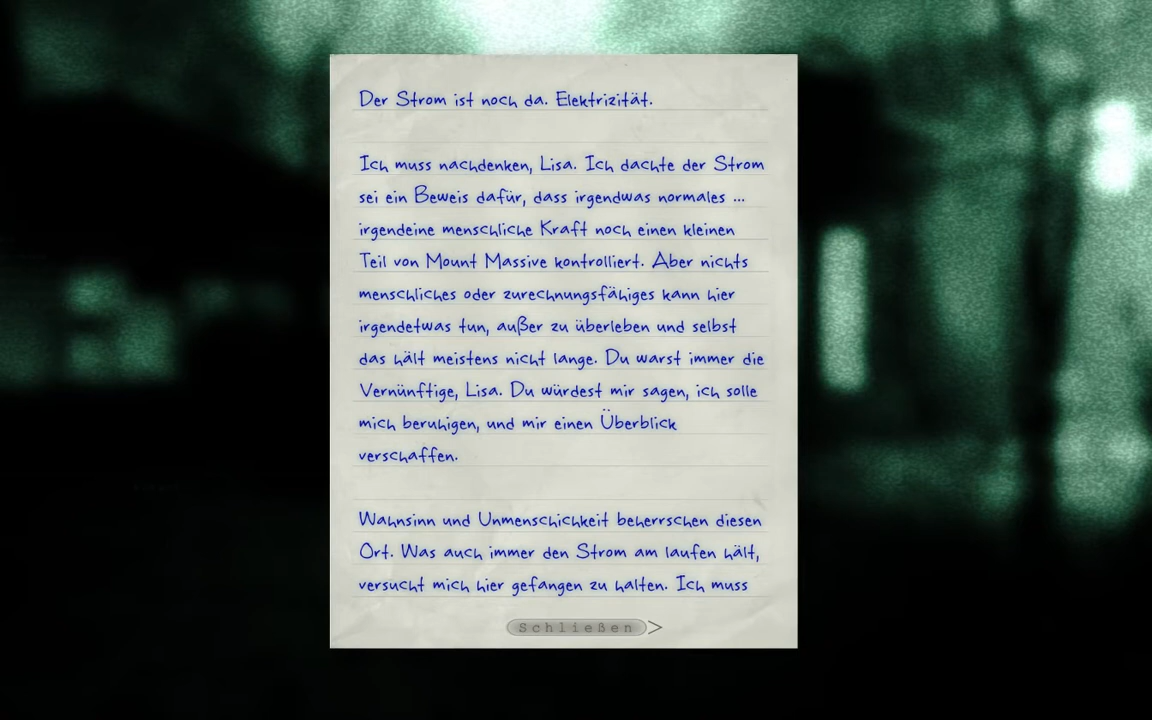 Der Strom ist noch da. Elektrizität.
Ich muss nachdenken, Lisa. Ich dachte der Strom
sei ein Beweis dafür, dass irgendwas normales ...
irgendeine menschliche Kraft noch einen kleinen
Teil von Mount Massive kontrolliert. Aber nichts
menschliches oder zurechnungsfähiges kann hier
irgendetwas tun, außer zu überleben und selbst
das hält meistens nicht lange. Du warst immer die
Vernünftige, Lisa. Du würdest mir sagen, ich solle
mich beruhigen, und mir einen Überblick
verschaffen.
Wahnsinn und Unmenschichkeit beherrschen diesen
Ort. Was auch immer den Strom am laufen hält,
versucht mich hier gefangen zu halten. Ich muss
Schließen >